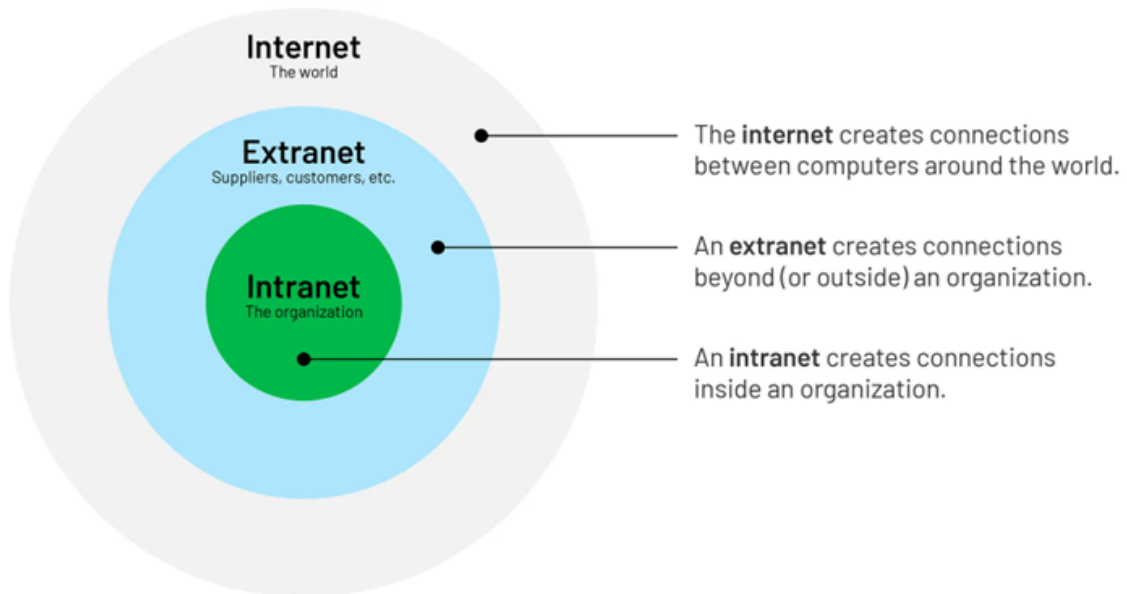 Internet
The world
Extranet
Suppliers, customers, etc.
Intranet
The organization
The internet creates connections
between computers around the world.
An extranet creates connections
beyond (or outside) an organization.
An intranet creates connections
inside an organization.